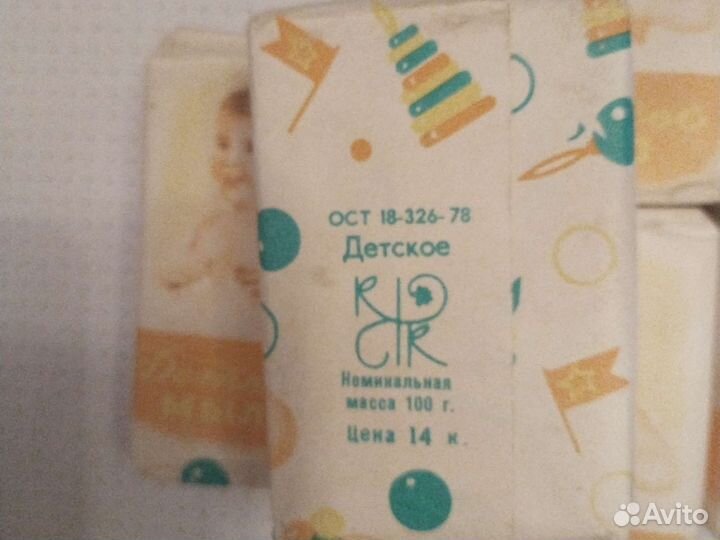 ОСТ 18-326-78
Детское
Номинальная
масса 100 г.
Цена 14 к.
Avito